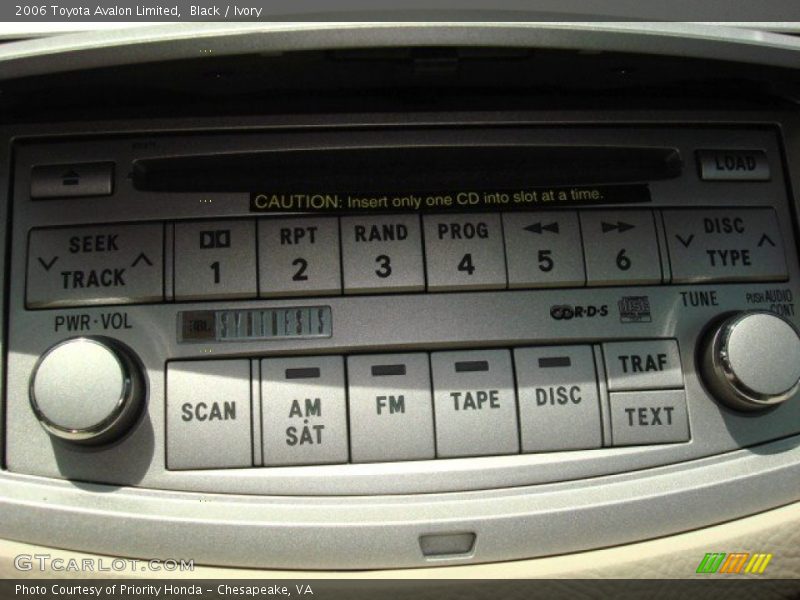 2006 Toyota Avalon Limited, Black / Ivory
LOAD
CAUTION: Insert only one CD into slot at a time.
SEEK
TRACK
1
RPT
2
RAND
3
PROG
4
5
6
DISC
TYPE
PWR·VOL
JBL SYNTHESIS
R·D·S
DISC
TUNE
PUSH AUDIO
CONT
SCAN
AM
SAT
FM
TAPE
DISC
TRAF
TEXT
GTCARLOT.COM
Photo Courtesy of Priority Honda - Chesapeake, VA